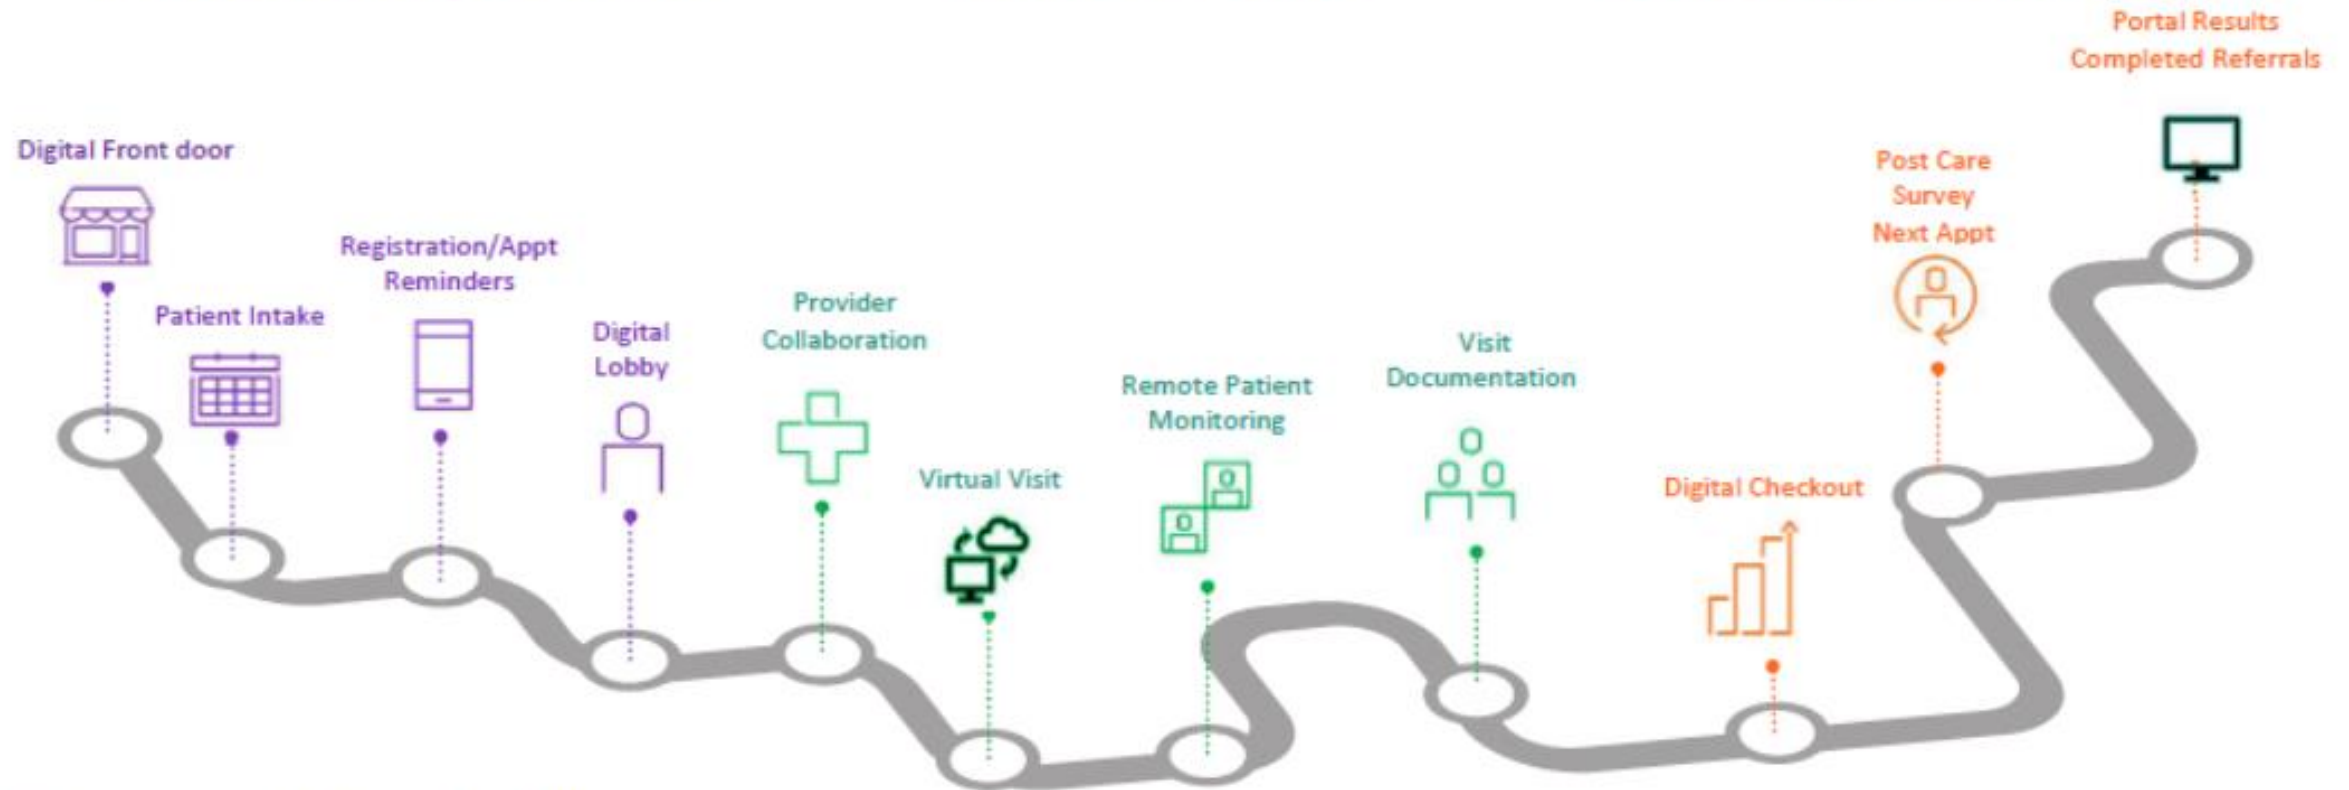 Digital Front door
Patient Intake
Registration/Appt
Reminders
Digital
Lobby
Provider
Collaboration
Virtual Visit
Remote Patient
Monitoring
Visit
Documentation
Digital Checkout
Post Care
Survey
Next Appt
Portal Results
Completed Referrals